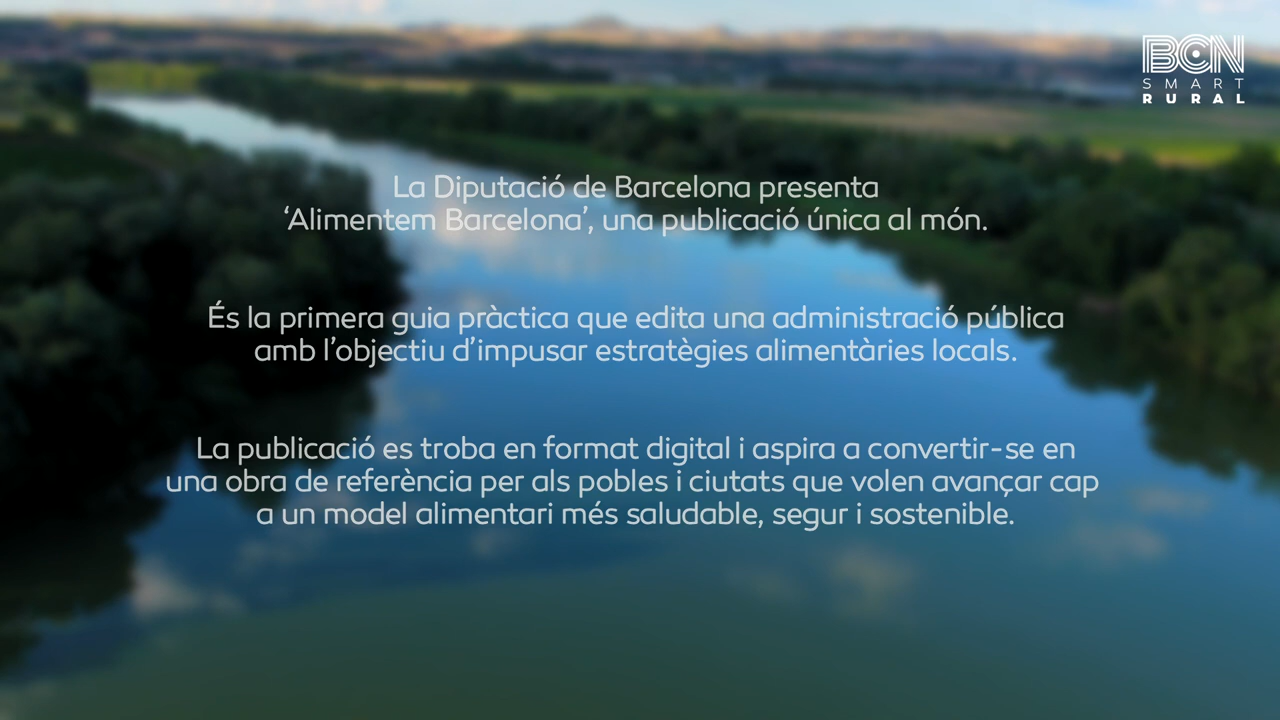 BCN
SMART
RURAL
La Diputació de Barcelona presenta
‘Alimentem Barcelona’, una publicació única al món.
És la primera guia pràctica que edita una administració pública
amb l’objectiu d’impusar estratègies alimentàries locals.
La publicació es troba en format digital i aspira a convertir-se en
una obra de referència per als pobles i ciutats que volen avançar cap
a un model alimentari més saludable, segur i sostenible.